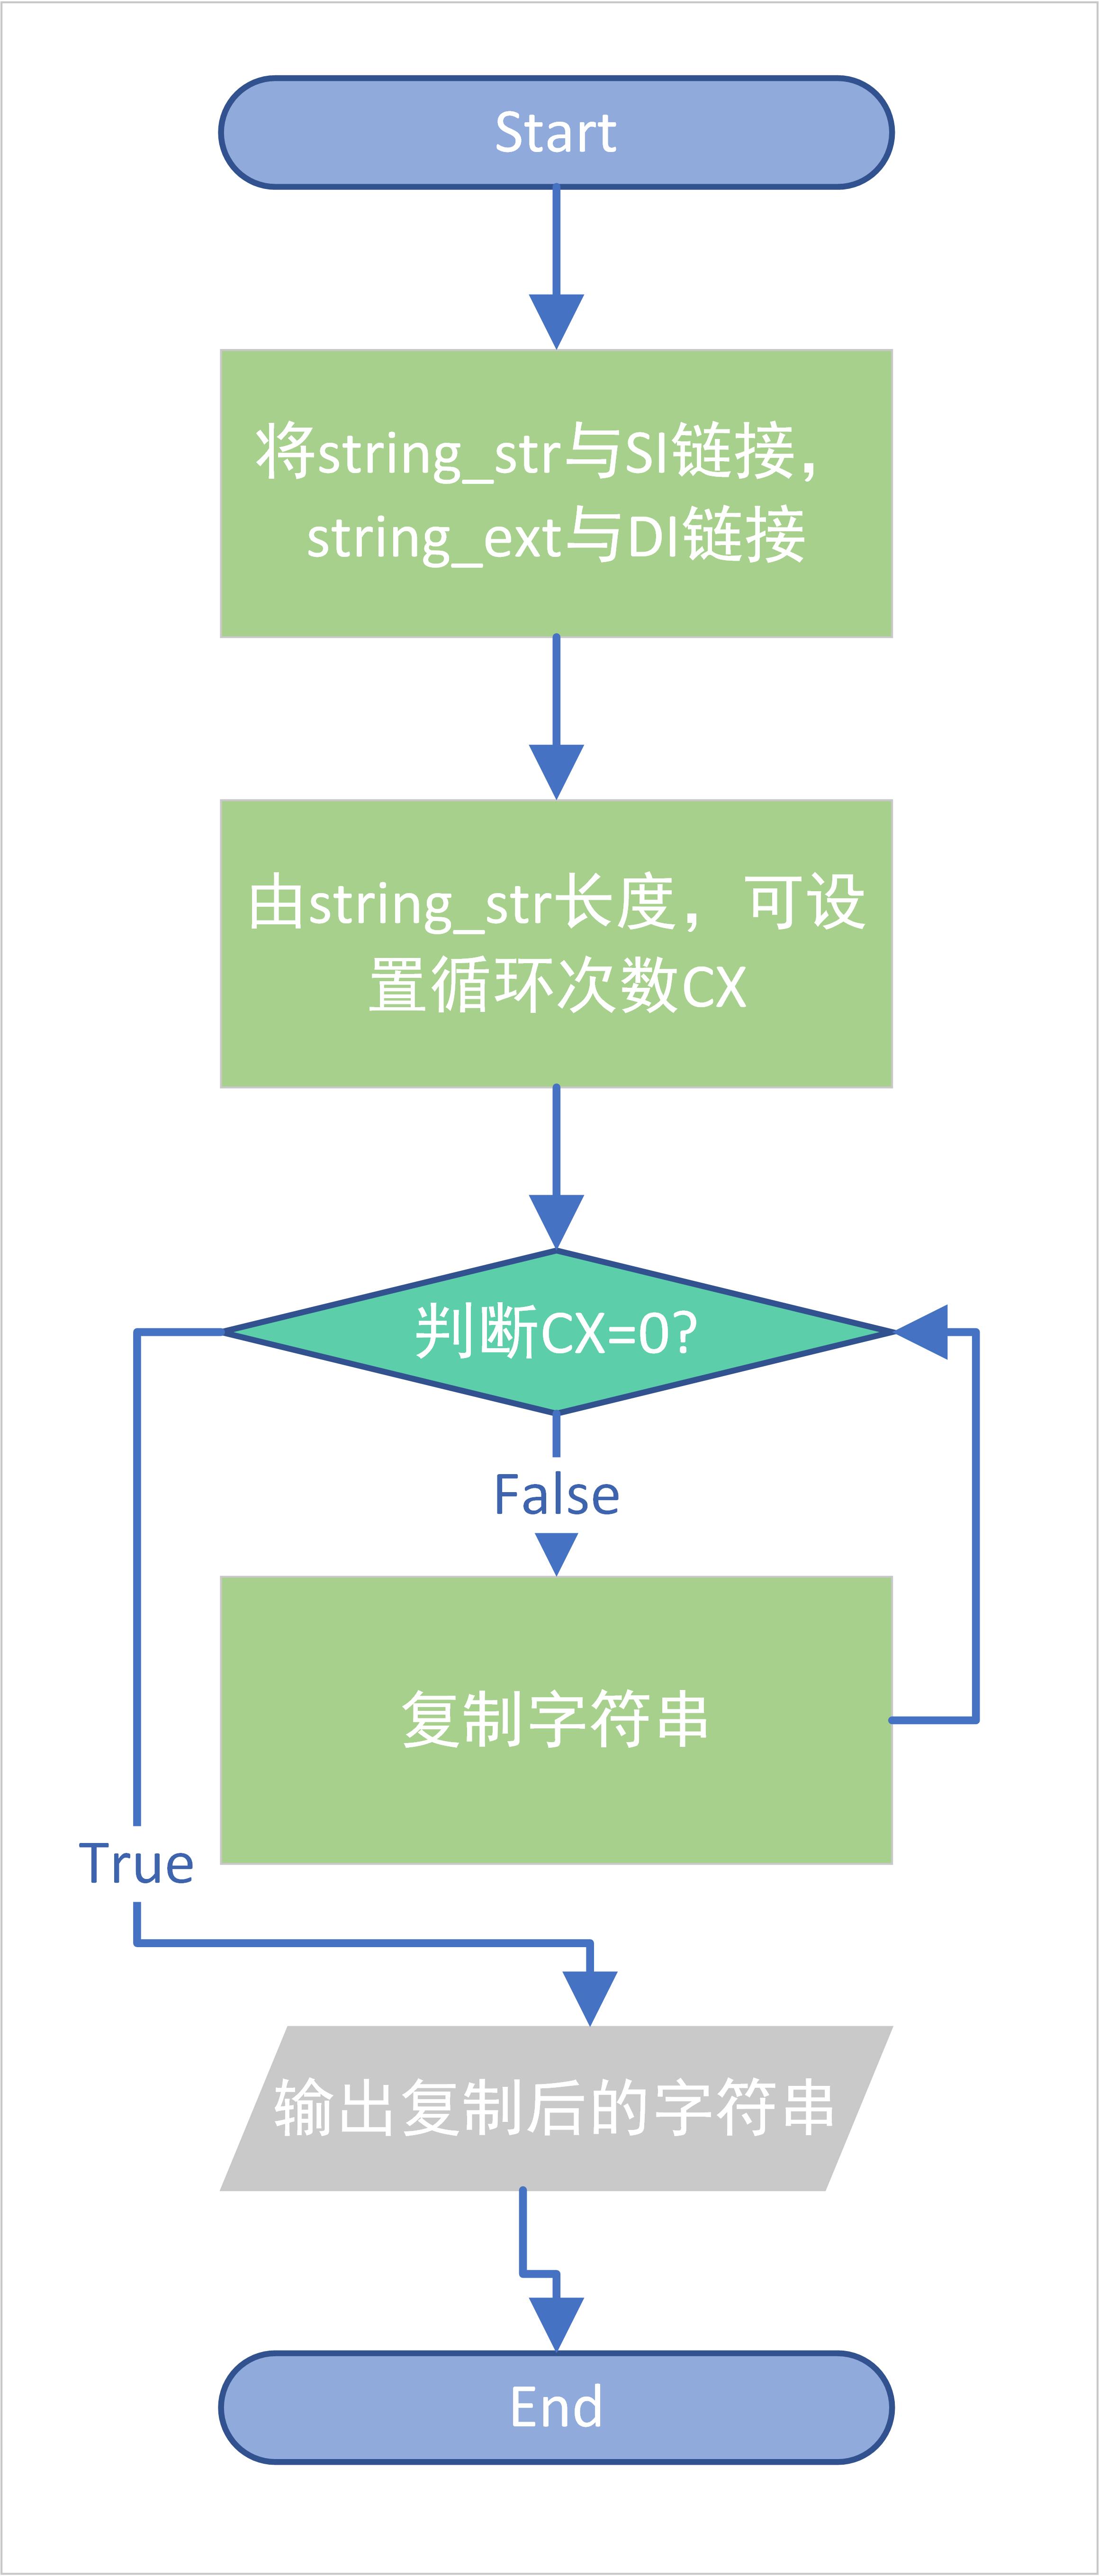 Start
将string_str与SI链接，
string_ext与DI链接
由string_str长度，可设
置循环次数CX
判断CX=0?
False
复制字符串
True
输出复制后的字符串
End